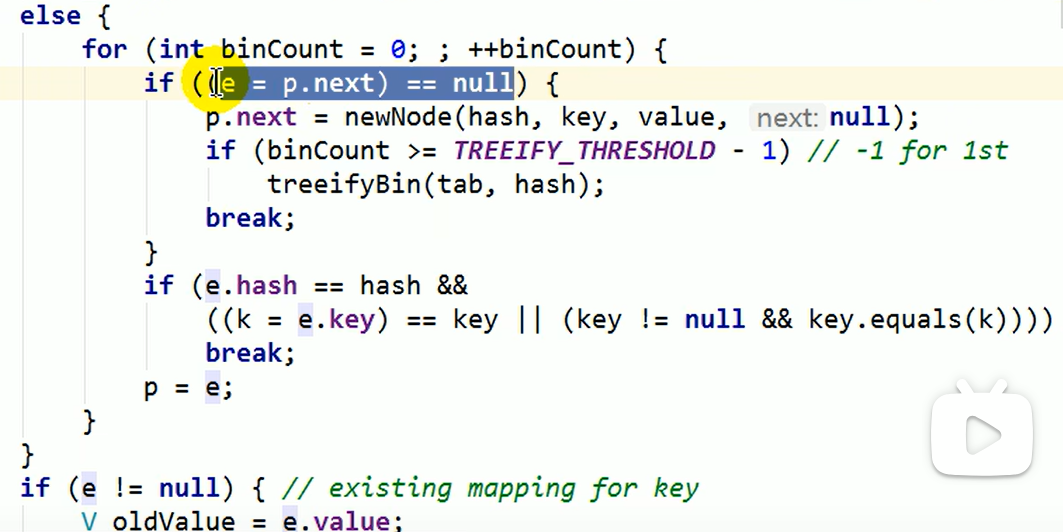 else {
for (int binCount = 0; ; ++binCount) {
if ((e = p.next) == null) {
p.next = newNode(hash, key, value, next: null);
if (binCount >= TREEIFY_THRESHOLD - 1) // -1 for 1st
treeifyBin(tab, hash);
break;
}
if (e.hash == hash &&
((k = e.key) == key || (key != null && key.equals(k))))
break;
p = e;
}
}
if (e != null) { // existing mapping for key
V oldValue = e.value;